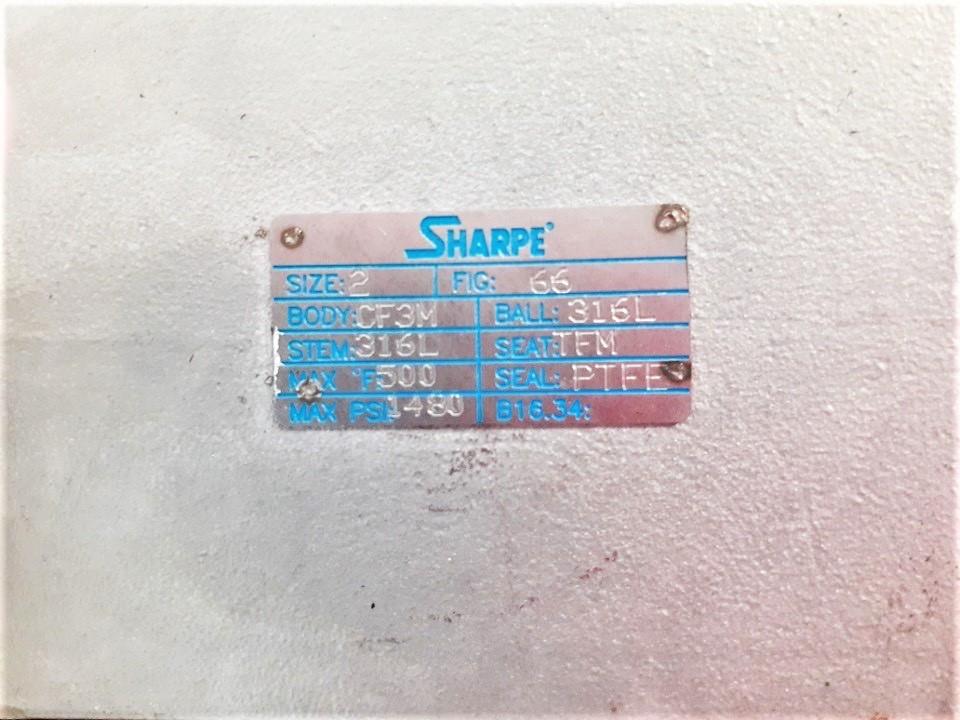 SHARPE
SIZE: 2 FIG: 66
BODY: CF3M BALL: 316L
STEM: 316L SEAT: TFM
MAX °F: 500 SEAL: PTFE
MAX PSI: 1480 B16.34: